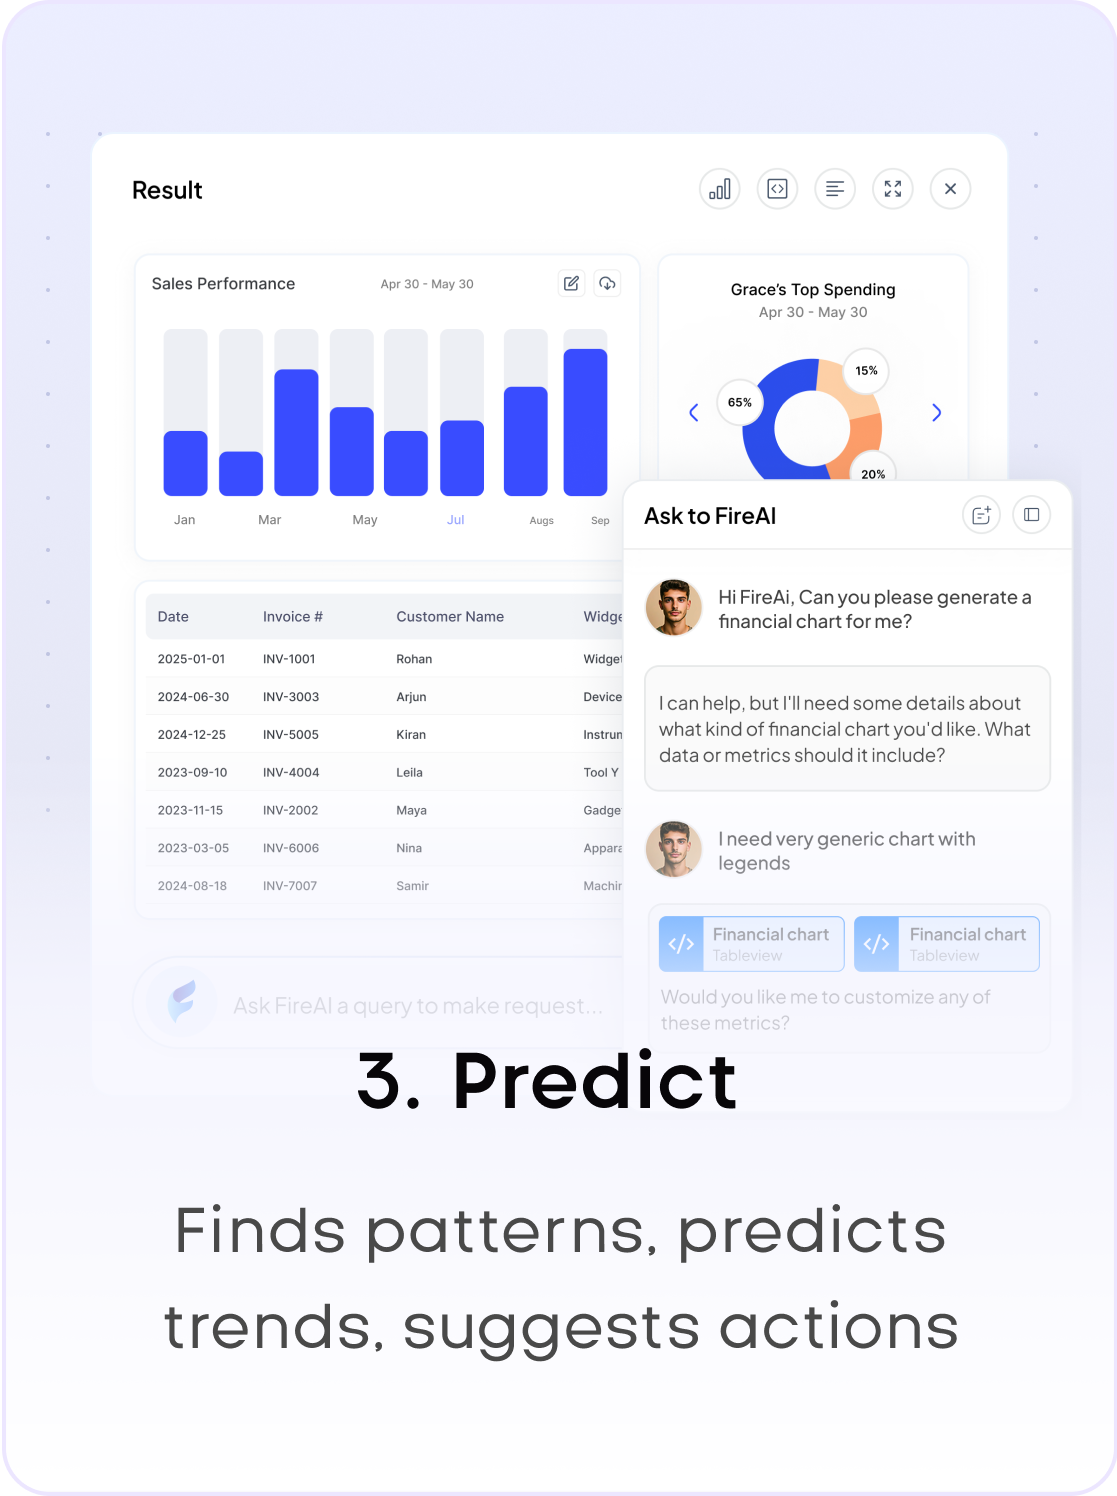 Result
Sales Performance
Apr 30 - May 30
Jan
Mar
May
Jul
Augs
Sep
Grace's Top Spending
Apr 30 - May 30
15%
65%
20%
Date Invoice # Customer Name
2025-01-01 INV-1001 Rohan
2024-06-30 INV-3003 Arjun Device
2024-12-25 INV-5005 Kiran
2023-09-10 INV-4004 Leila Tool Y
2023-11-15 INV-2002 Maya
2023-03-05 INV-6006 Nina
2024-08-18 INV-7007 Samir
Ask FireAI a query to make request...
Ask to FireAI
Hi FireAi, Can you please generate a
financial chart for me?
I can help, but I'll need some details about
what kind of financial chart you'd like. What
data or metrics should it include?
I need very generic chart with
legends
</> Financial chart
Tableview
</> Financial chart
Tableview
Would you like me to customize any of
these metrics?
3. Predict
Finds patterns, predicts
trends, suggests actions